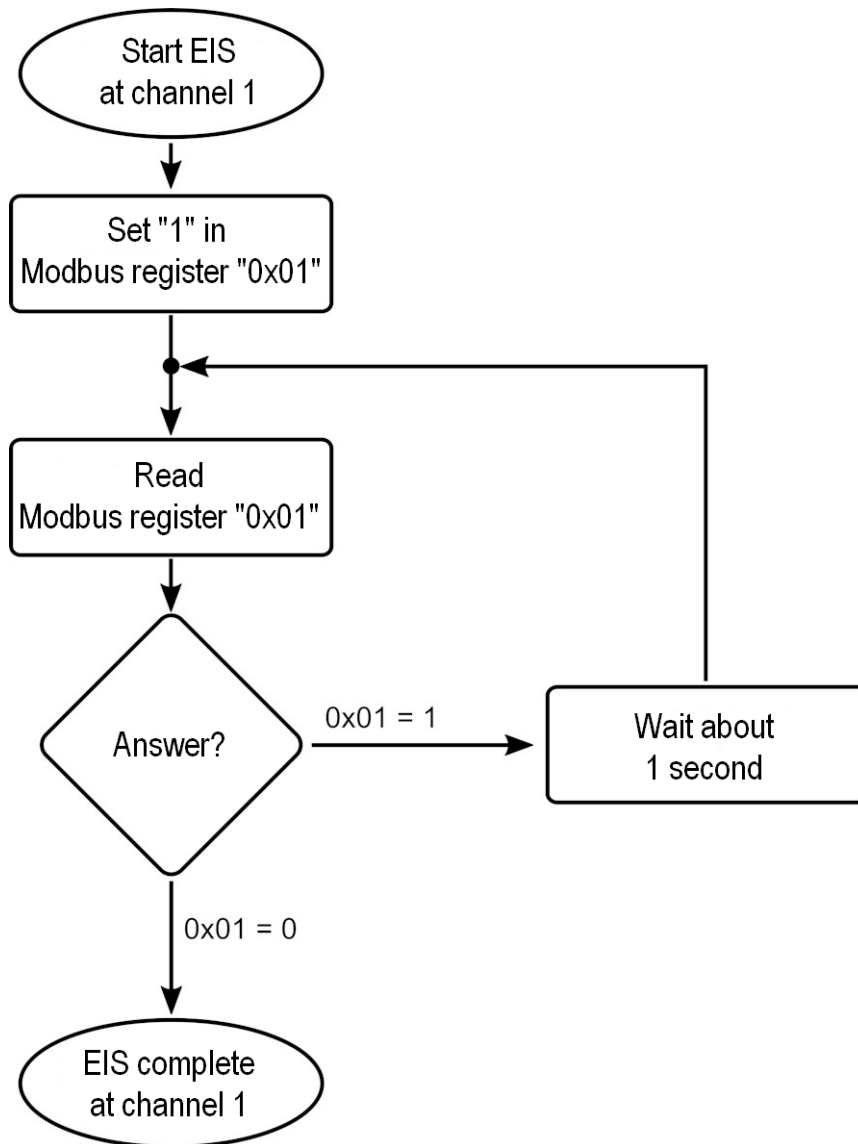 Start EIS
at channel 1
Set "1" in
Modbus register "0x01"
Read
Modbus register "0x01"
Answer?
0x01 = 1
Wait about
1 second
0x01 = 0
EIS complete
at channel 1